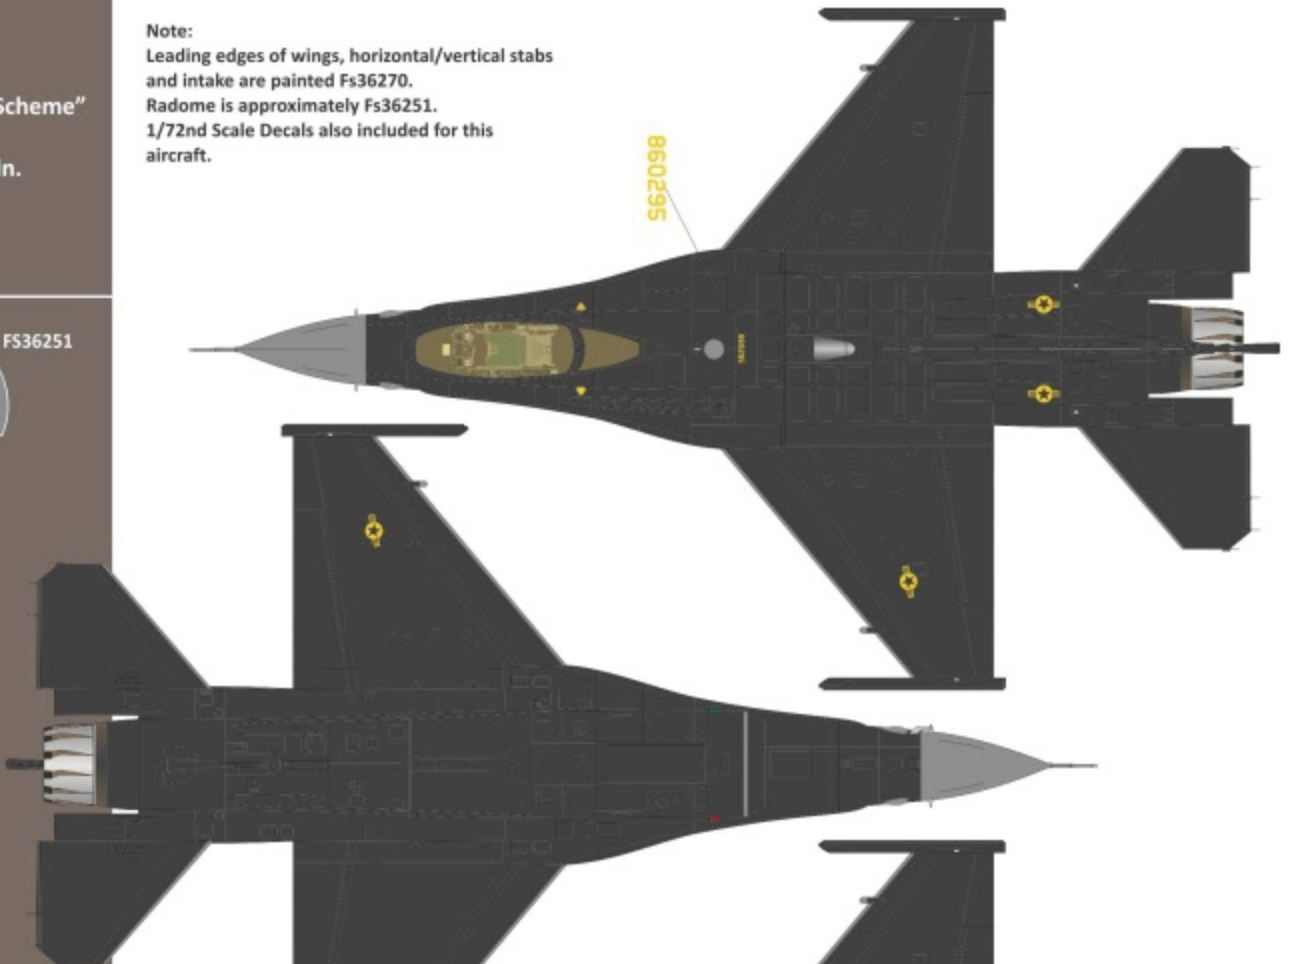 Scheme”
In.
FS36251
Note:
Leading edges of wings, horizontal/vertical stabs
and intake are painted Fs36270.
Radome is approximately Fs36251.
1/72nd Scale Decals also included for this
aircraft.
860295